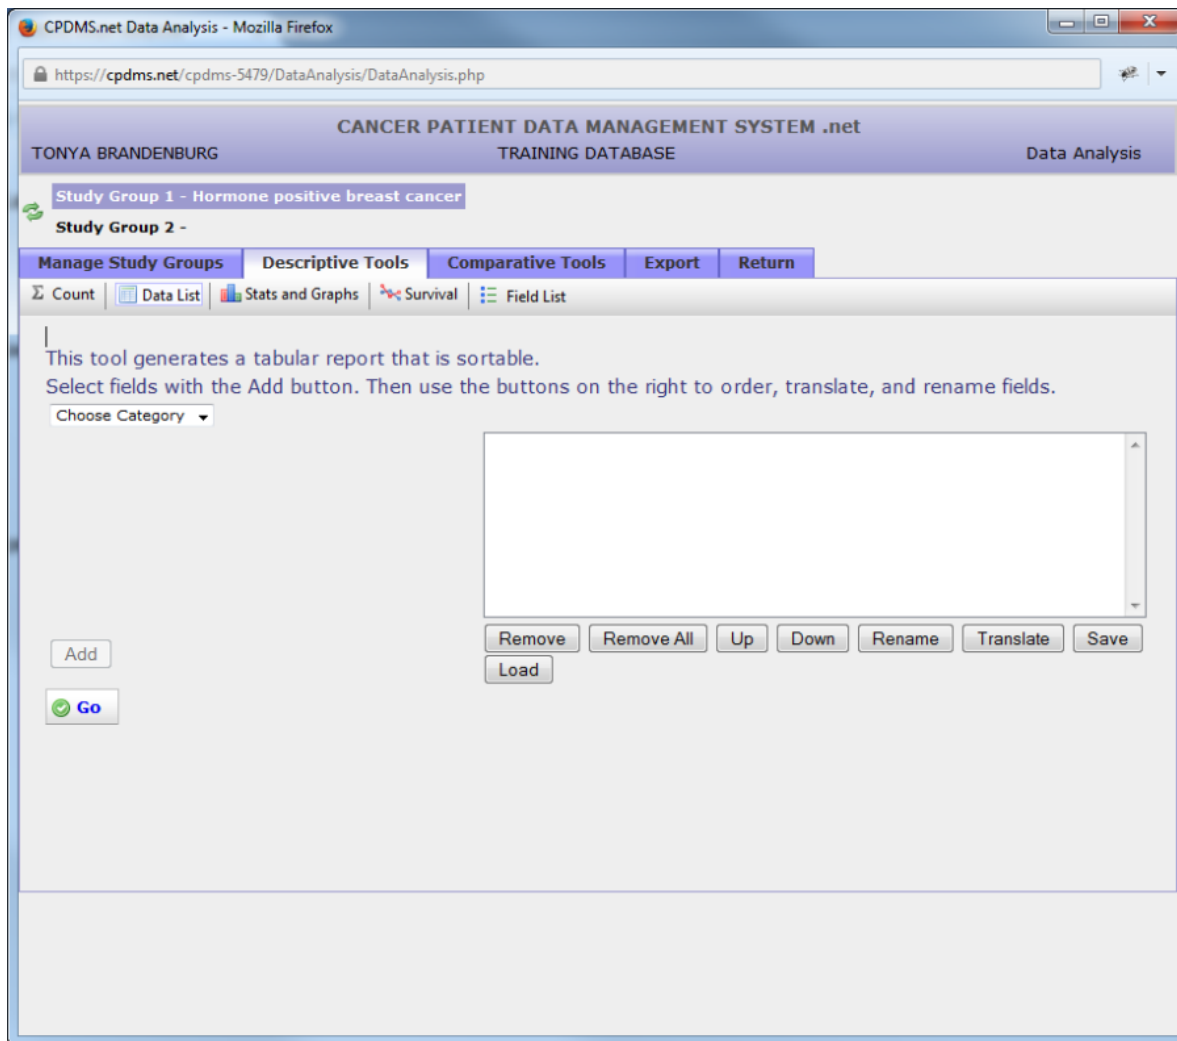 CPDMS.net Data Analysis - Mozilla Firefox
https://cpdms.net/cpdms-5479/DataAnalysis/DataAnalysis.php
CANCER PATIENT DATA MANAGEMENT SYSTEM .net
TONYA BRANDENBURG TRAINING DATABASE Data Analysis
Study Group 1 - Hormone positive breast cancer
Study Group 2 -
Manage Study Groups Descriptive Tools Comparative Tools Export Return
Σ Count Data List Stats and Graphs Survival Field List
This tool generates a tabular report that is sortable.
Select fields with the Add button. Then use the buttons on the right to order, translate, and rename fields.
Choose Category
Remove Remove All Up Down Rename Translate Save
Add
Load
Go